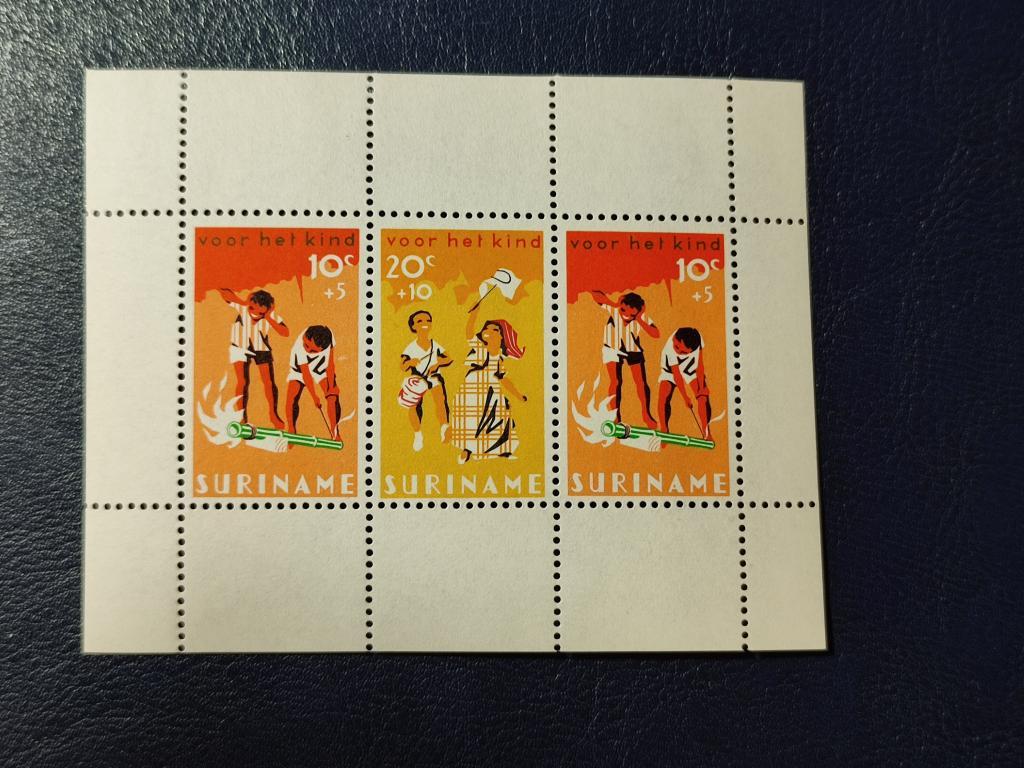 voor het kind
10c
+5
SURINAME
voor het kind
20c
+10
SURINAME
voor het kind
10c
+5
SURINAME